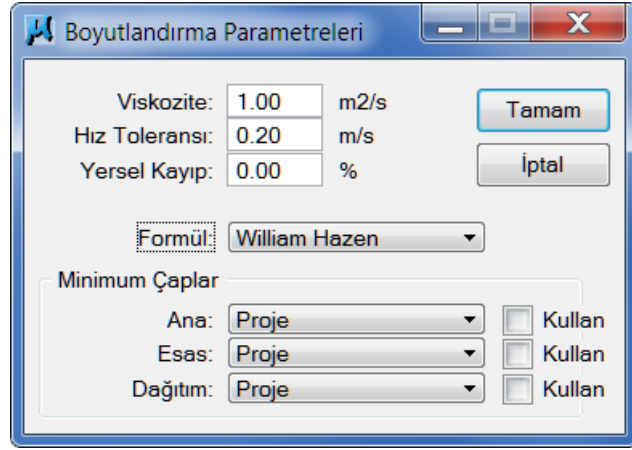 Boyutlandırma Parametreleri
Viskozite: 1.00 m2/s
Tamam
Hız Toleransı: 0.20 m/s
Yersel Kayıp: 0.00 %
İptal
Formül: William Hazen
Minimum Çaplar
Ana: Proje Kullan
Esas: Proje Kullan
Dağıtım: Proje Kullan